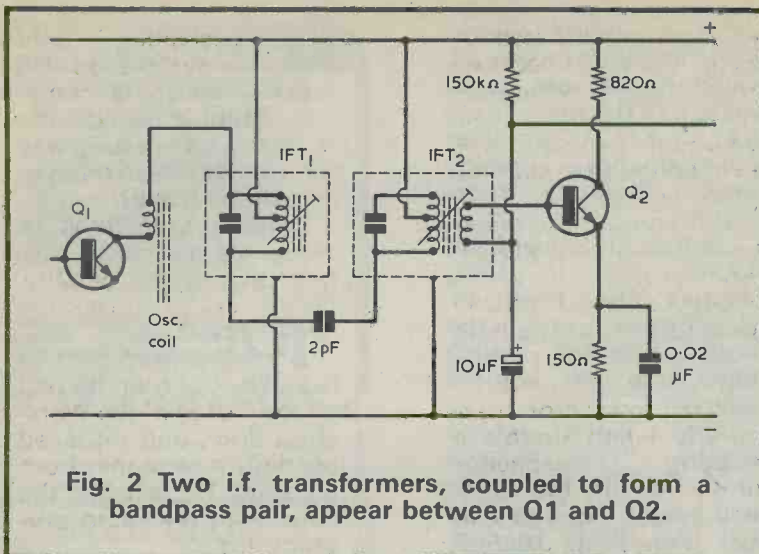 +
150kΩ
820Ω
IFT1
IFT2
Q1
Q2
Osc.
coil
2pF
+
10µF
150Ω
0·02
µF
−
Fig. 2 Two i.f. transformers, coupled to form a
bandpass pair, appear between Q1 and Q2.